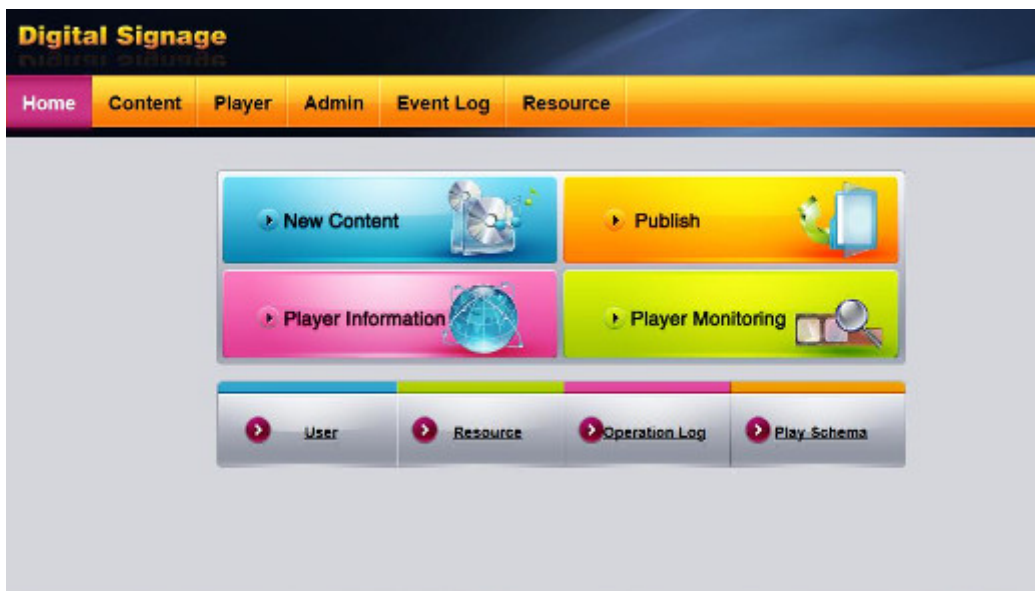 Digital Signage
Home Content Player Admin Event Log Resource
New Content Publish
Player Information Player Monitoring
User Resource Operation Log Play Schema